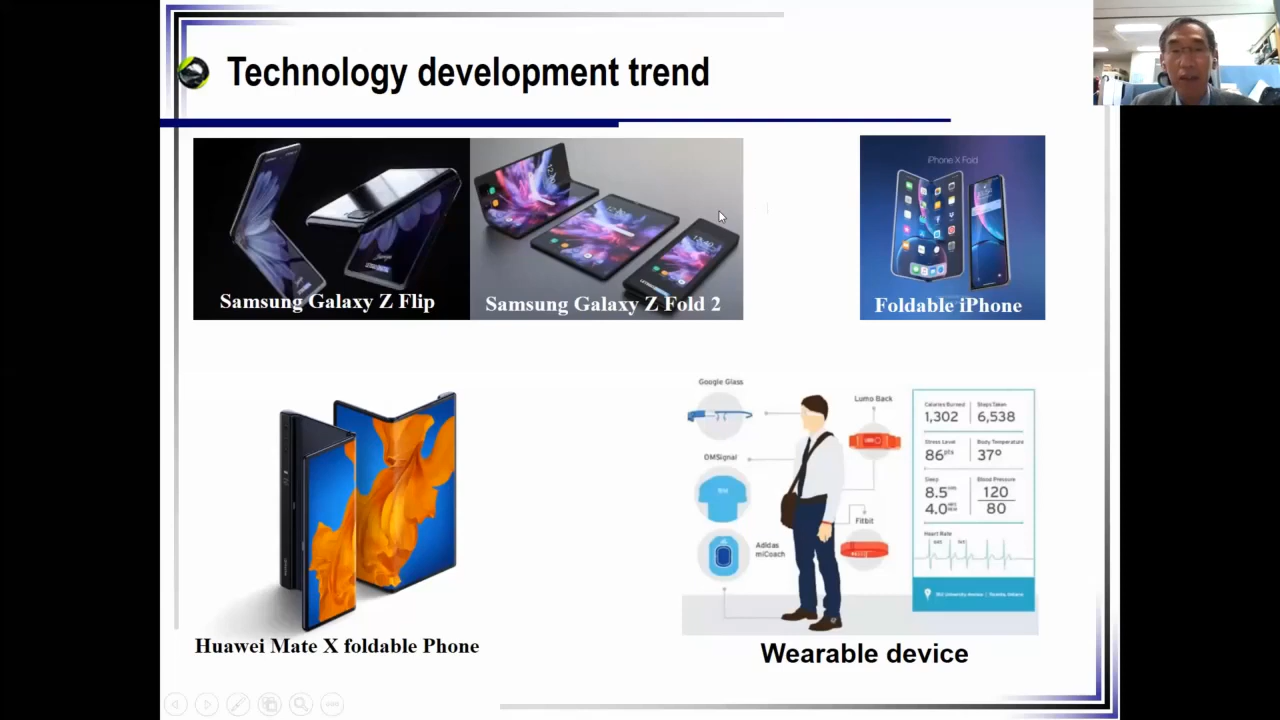 Technology development trend
Samsung Galaxy Z Flip
Samsung Galaxy Z Fold 2
iPhone X Fold
Foldable iPhone
Huawei Mate X foldable Phone
Google Glass
Lumo Back
OMSignal
Fitbit
Adidas
miCoach
Calories Burned
Steps Taken
1,302
6,538
Stress Level
Body Temperature
86pts
37°
Sleep
Blood Pressure
8.5
120
4.0
80
Heart Rate
Wearable device